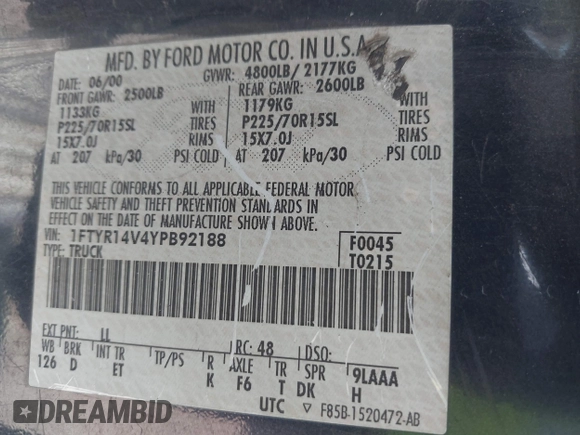 MFD. BY FORD MOTOR CO. IN U.S.A.
DATE: 06/00 GVWR: 4800LB/ 2177KG
FRONT GAWR: 2500LB REAR GAWR: 2600LB
1133KG WITH 1179KG WITH
P225/70R15SL TIRES P225/70R15SL TIRES
15X7.0J RIMS 15X7.0J RIMS
AT 207 kPa/30 PSI COLD AT 207 kPa/30 PSI COLD
THIS VEHICLE CONFORMS TO ALL APPLICABLE FEDERAL MOTOR
VEHICLE SAFETY AND THEFT PREVENTION STANDARDS IN
EFFECT ON THE DATE OF MANUFACTURE SHOWN ABOVE.
VIN: 1FTYR14V4YPB92188 F0045
TYPE: TRUCK T0215
EXT PNT: LL RC: 48 DSO:
WB BRK INT TR TP/PS R AXLE TR SPR 9LAAA
126 D ET K F6 T DK H
UTC F85B-1520472-AB
DREAMBID